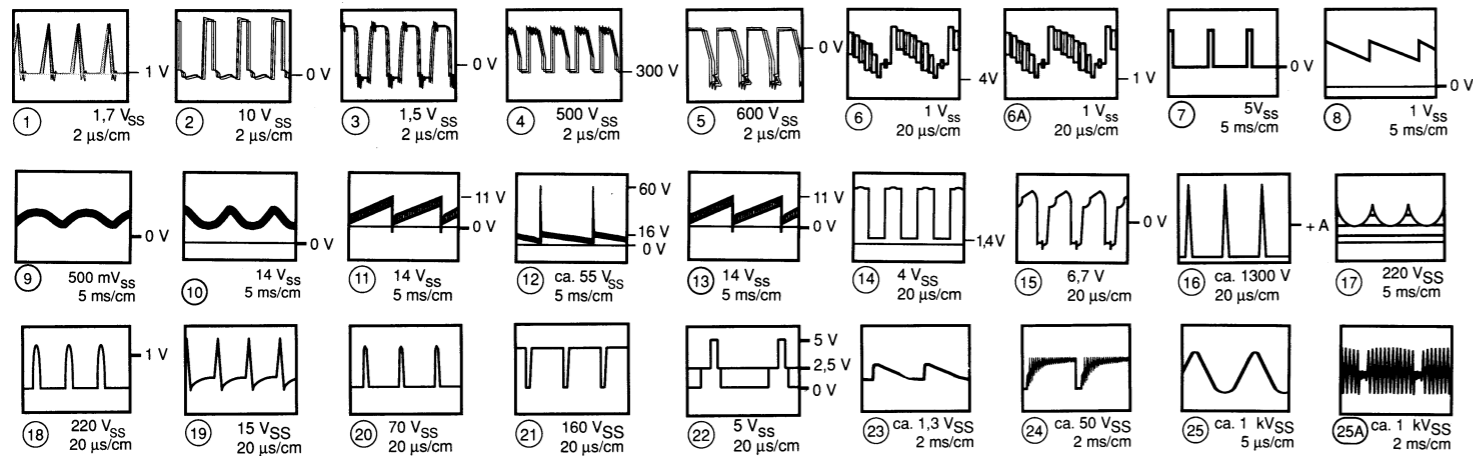 1 V
1 1,7 VSS
2 µs/cm
0 V
2 10 VSS
2 µs/cm
0 V
3 1,5 VSS
2 µs/cm
300 V
4 500 VSS
2 µs/cm
0 V
5 600 Vss
2 µs/cm
4V
6 1 VSS
20 µs/cm
1 V
6A 1 VSS
20 µs/cm
0 V
7 5VSS
5 ms/cm
0 V
8 1 VSS
5 ms/cm
0 V
9 500 mVSS
5 ms/cm
0 V
10 14 VSS
5 ms/cm
11 V
0 V
11 14 VSS
5 ms/cm
60 V
16 V
0 V
12 ca. 55 VSS
5 ms/cm
11 V
0 V
13 14 VSS
5 ms/cm
1,4V
14 4 VSS
20 µs/cm
0 V
15 6,7 V
20 µs/cm
+ A
16 ca. 1300 V
20 µs/cm
17 220 VSS
5 ms/cm
1 V
18 220 VSS
20 µs/cm
19 15 VSS
20 µs/cm
20 70 VSS
20 µs/cm
21 160 VSS
20 µs/cm
5 V
2,5 V
0 V
22 5 VSS
20 µs/cm
23 ca. 1,3 VSS
2 ms/cm
24 ca. 50 VSS
2 ms/cm
25 ca. 1 kVSS
5 µs/cm
25A ca. 1 kVSS
2 ms/cm